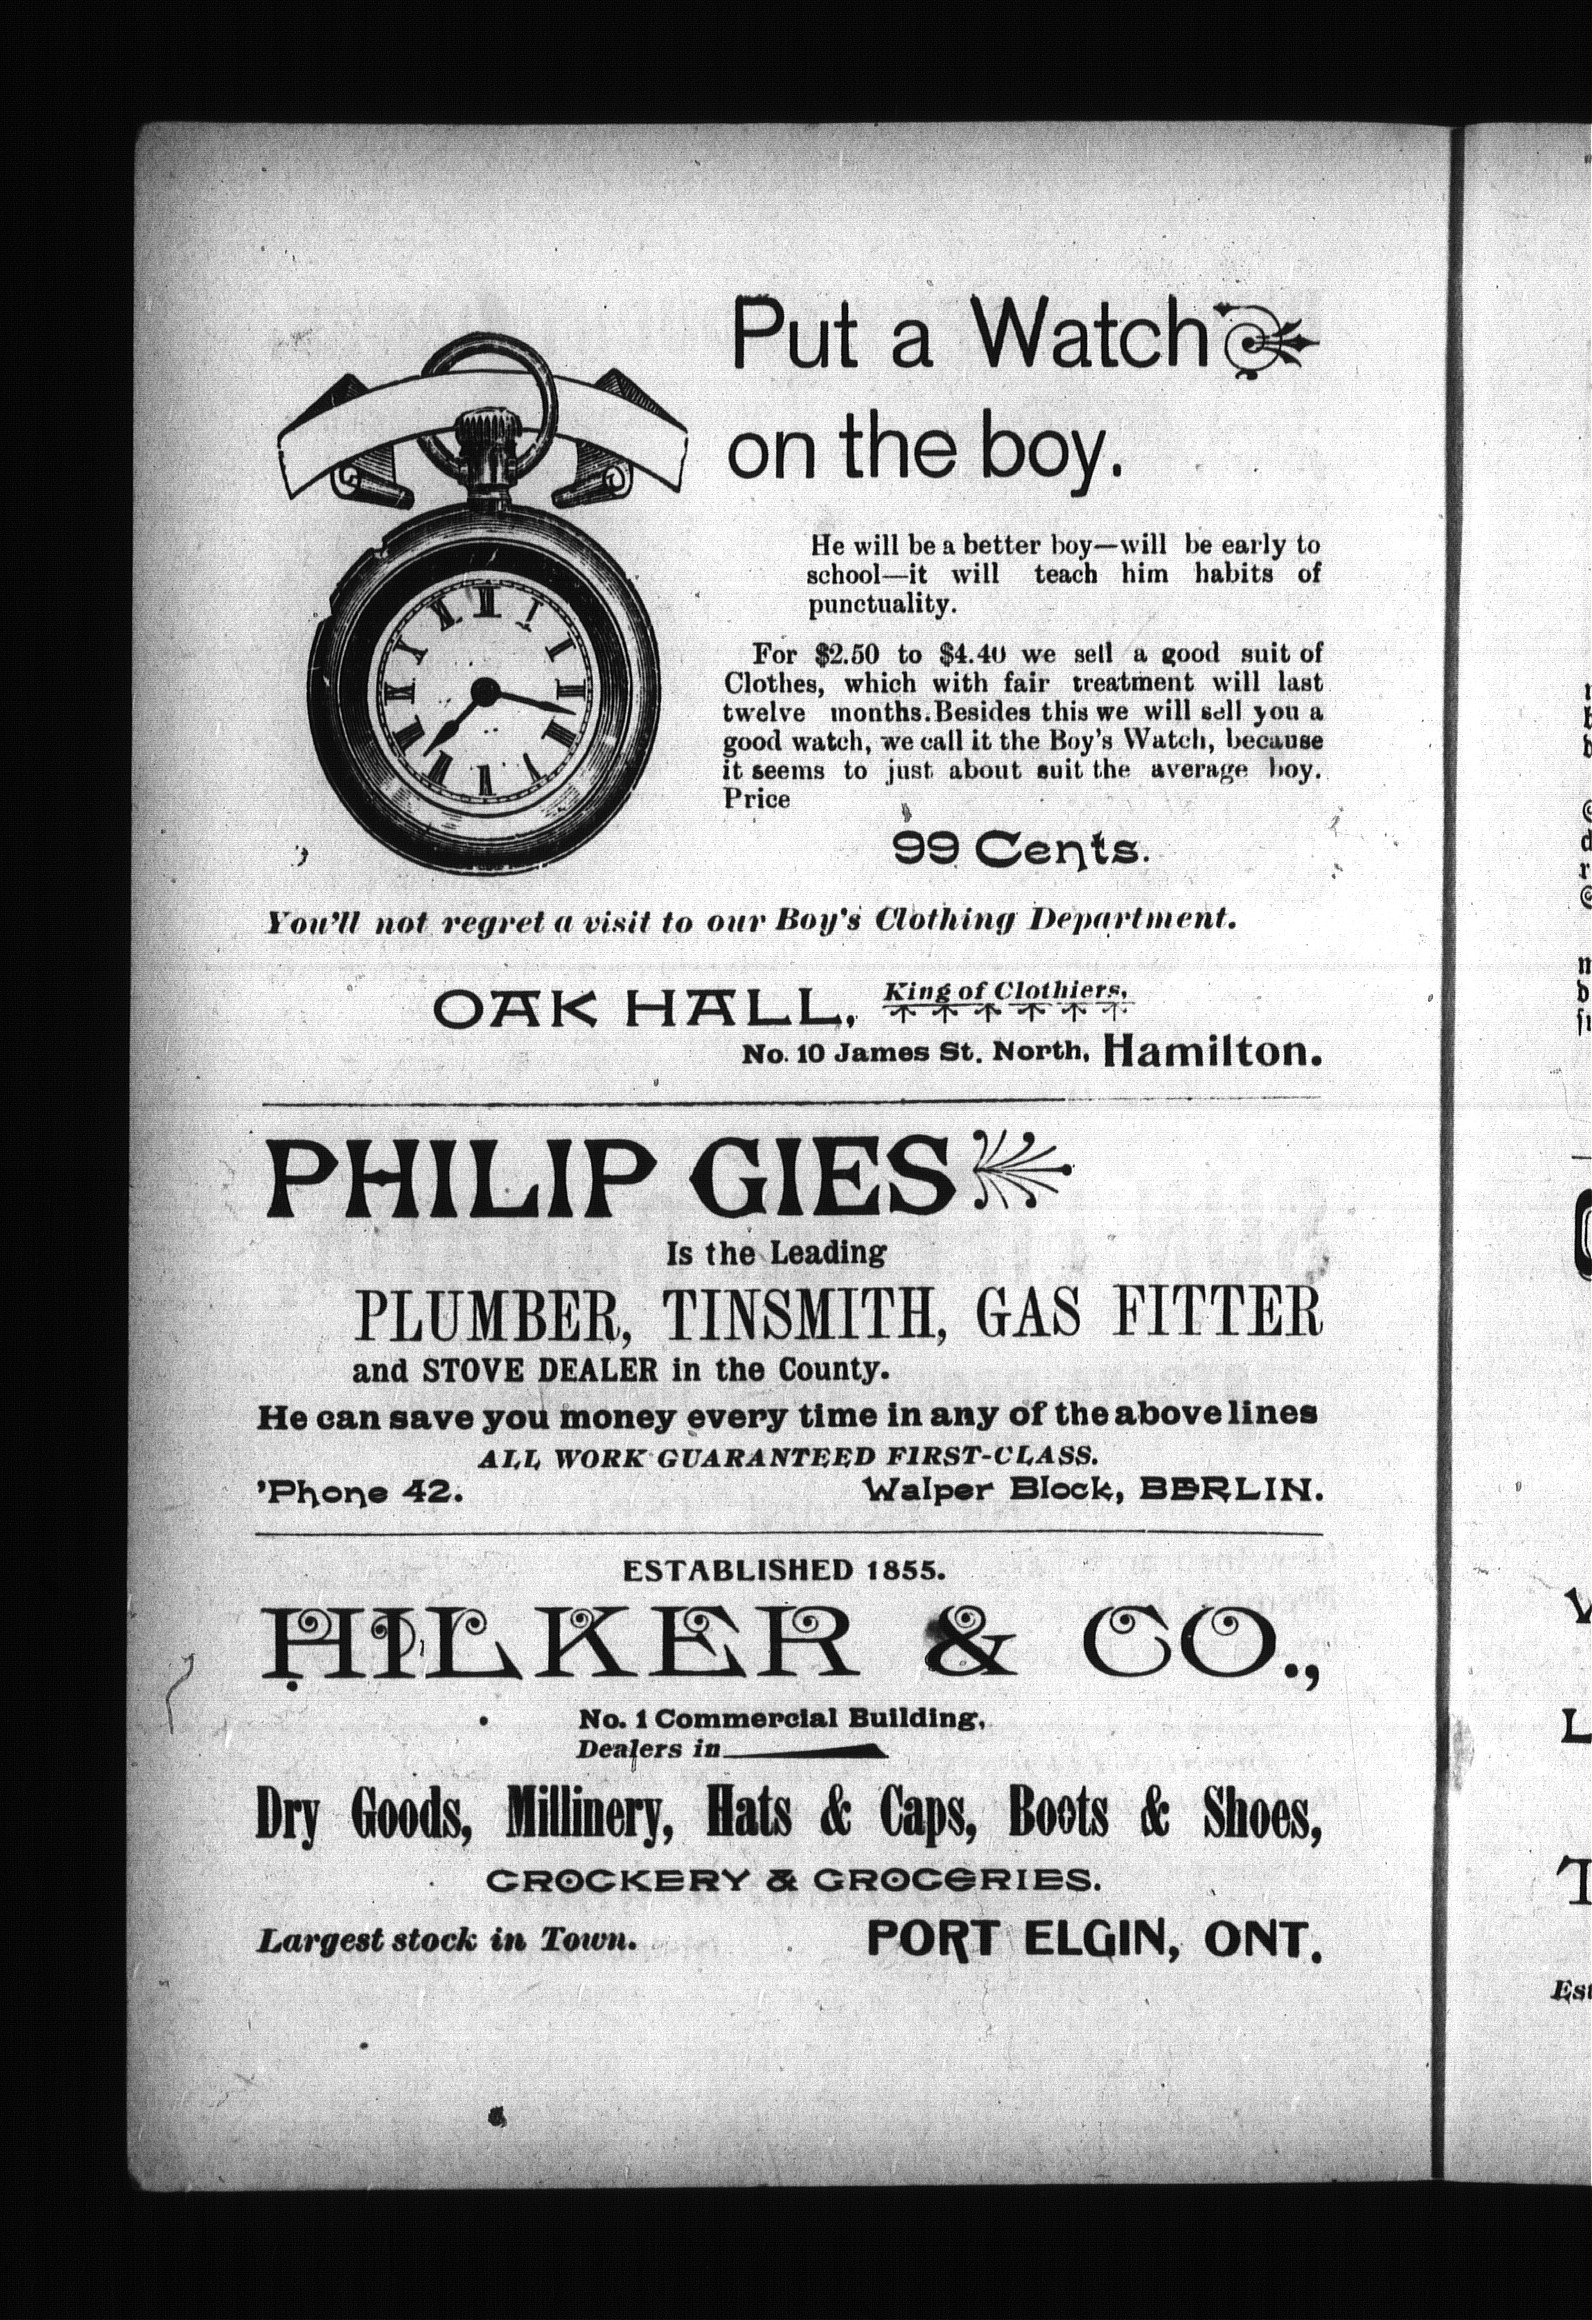 Put a Watch
on the boy.
He will be a better boy—will be early to
school—it will teach him habits of
punctuality.
For $2.50 to $4.40 we sell a good suit of
Clothes, which with fair treatment will last
twelve months. Besides this we will sell you a
good watch, we call it the Boy's Watch, because
it seems to just about suit the average boy.
Price
99 Cents.
You'll not regret a visit to our Boy's Clothing Department.
OAK HALL, King of Clothiers,
No. 10 James St. North, Hamilton.
PHILIP GIES
Is the Leading
PLUMBER, TINSMITH, GAS FITTER
and STOVE DEALER in the County.
He can save you money every time in any of the above lines
ALL WORK GUARANTEED FIRST-CLASS.
'Phone 42. Walper Block, BERLIN.
ESTABLISHED 1855.
HILKER & CO.,
No. 1 Commercial Building,
Dealers in
Dry Goods, Millinery, Hats & Caps, Boots & Shoes,
CROCKERY & GROCERIES.
Largest stock in Town. PORT ELGIN, ONT.